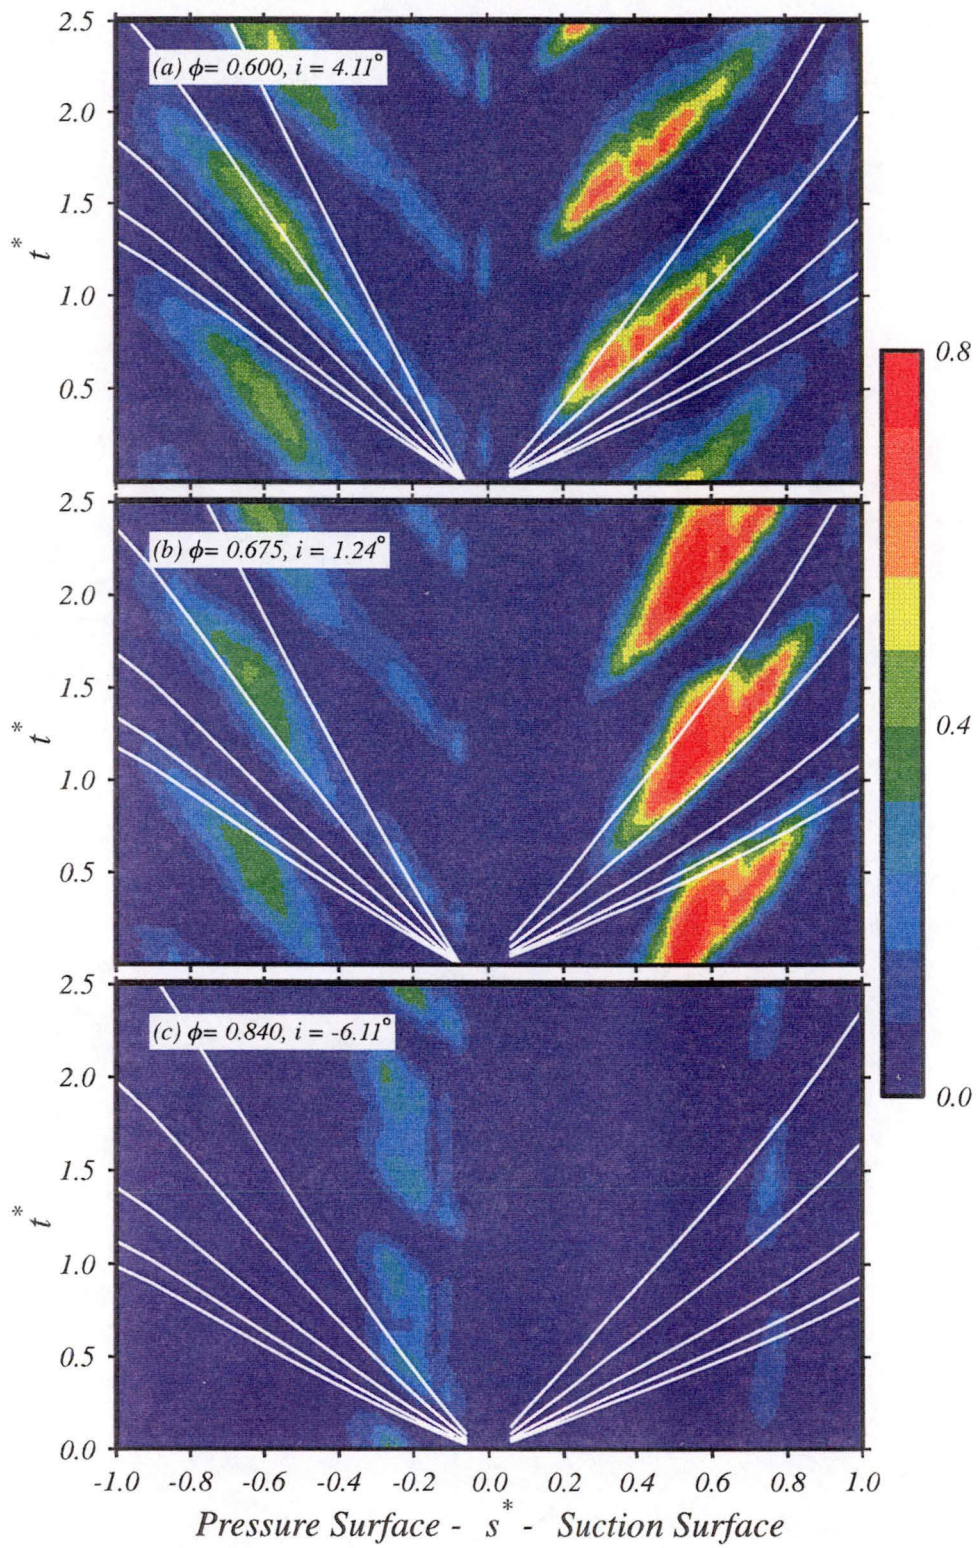 2.5
(a) ϕ= 0.600, i = 4.11°
2.0
1.5
t*
1.0
0.5
0.8
2.5
(b) ϕ= 0.675, i = 1.24°
2.0
1.5
0.4
t*
1.0
0.5
2.5
(c) ϕ= 0.840, i = -6.11°
0.0
2.0
1.5
t*
1.0
0.5
0.0
-1.0 -0.8 -0.6 -0.4 -0.2 0.0 0.2 0.4 0.6 0.8 1.0
Pressure Surface - s* - Suction Surface